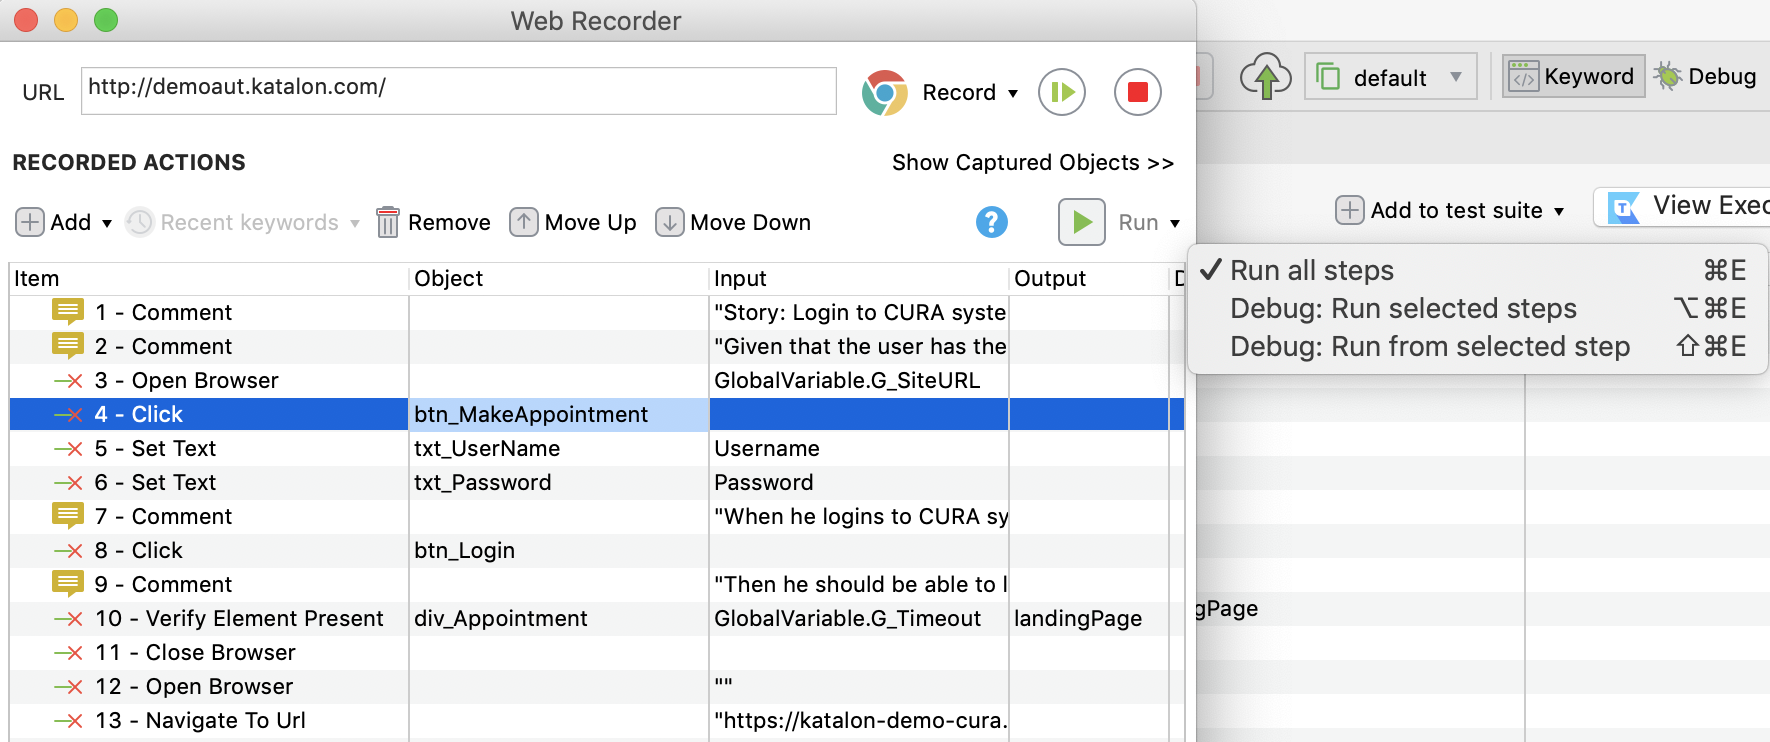 Web Recorder
URL http://demoaut.katalon.com/ Record
default Keyword Debug
RECORDED ACTIONS Show Captured Objects >>
Add Recent keywords Remove Move Up Move Down ? Run
Add to test suite View Exec
Item Object Input Output D
Run all steps ⌘E
Debug: Run selected steps ⌥⌘E
Debug: Run from selected step ⇧⌘E
1 - Comment "Story: Login to CURA syste
2 - Comment "Given that the user has the
3 - Open Browser GlobalVariable.G_SiteURL
4 - Click btn_MakeAppointment
5 - Set Text txt_UserName Username
6 - Set Text txt_Password Password
7 - Comment "When he logins to CURA sy
8 - Click btn_Login
9 - Comment "Then he should be able to l
10 - Verify Element Present div_Appointment GlobalVariable.G_Timeout landingPage gPage
11 - Close Browser
12 - Open Browser ""
13 - Navigate To Url "https://katalon-demo-cura.